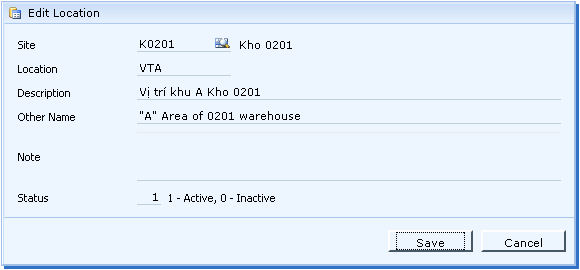 Edit Location
Site K0201 Kho 0201
Location VTA
Description Vị trí khu A Kho 0201
Other Name "A" Area of 0201 warehouse
Note
Status 1 1 - Active, 0 - Inactive
Save Cancel